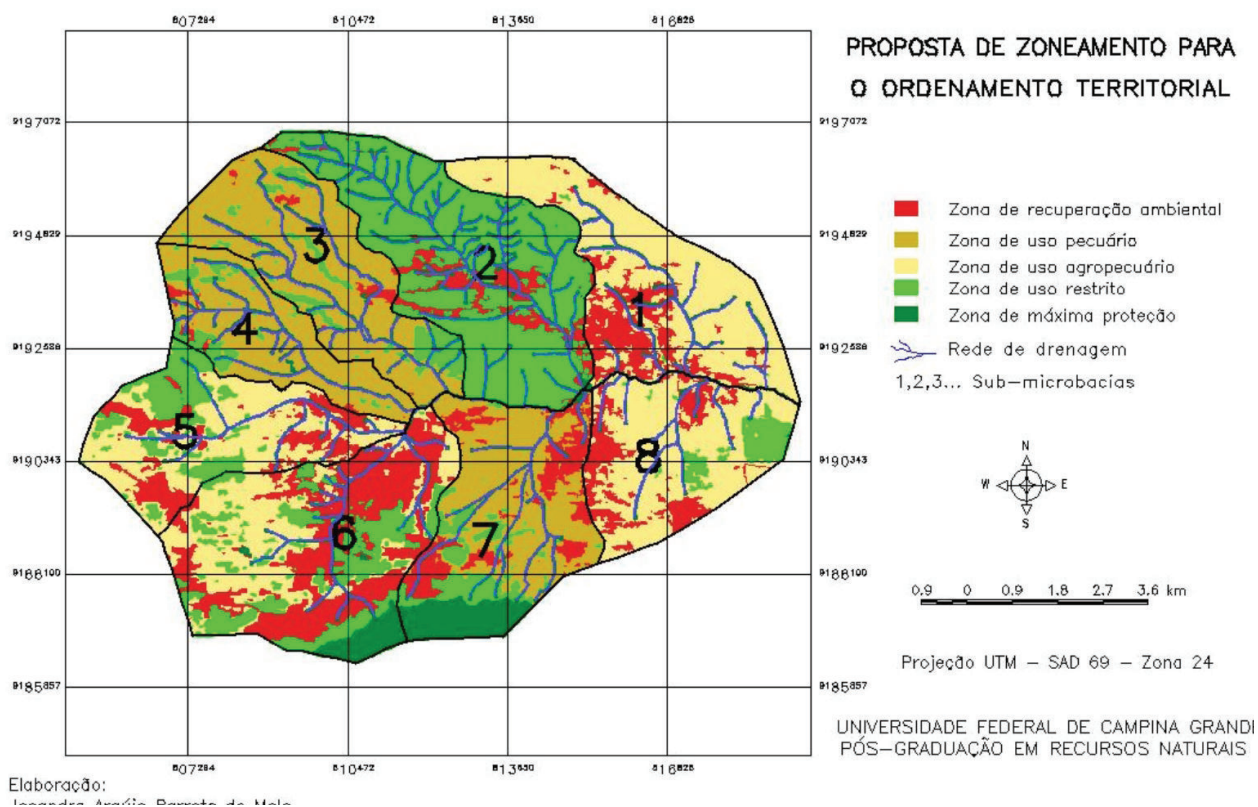 807284 810472 813650 816828
PROPOSTA DE ZONEAMENTO PARA
O ORDENAMENTO TERRITORIAL
9197072 9197072
9194829 9194829
9192586 9192586
9190343 9190343
9188100 9188100
9185857 9185857
3
2
1
4
5
8
6
7
Zona de recuperação ambiental
Zona de uso pecuário
Zona de uso agropecuário
Zona de uso restrito
Zona de máxima proteção
Rede de drenagem
1,2,3... Sub-microbacias
N
W E
S
0.9 0 0.9 1.8 2.7 3.6 km
Projeção UTM - SAD 69 - Zona 24
UNIVERSIDADE FEDERAL DE CAMPINA GRANDE
PÓS-GRADUAÇÃO EM RECURSOS NATURAIS
807284 810472 813650 816828
Elaboração: